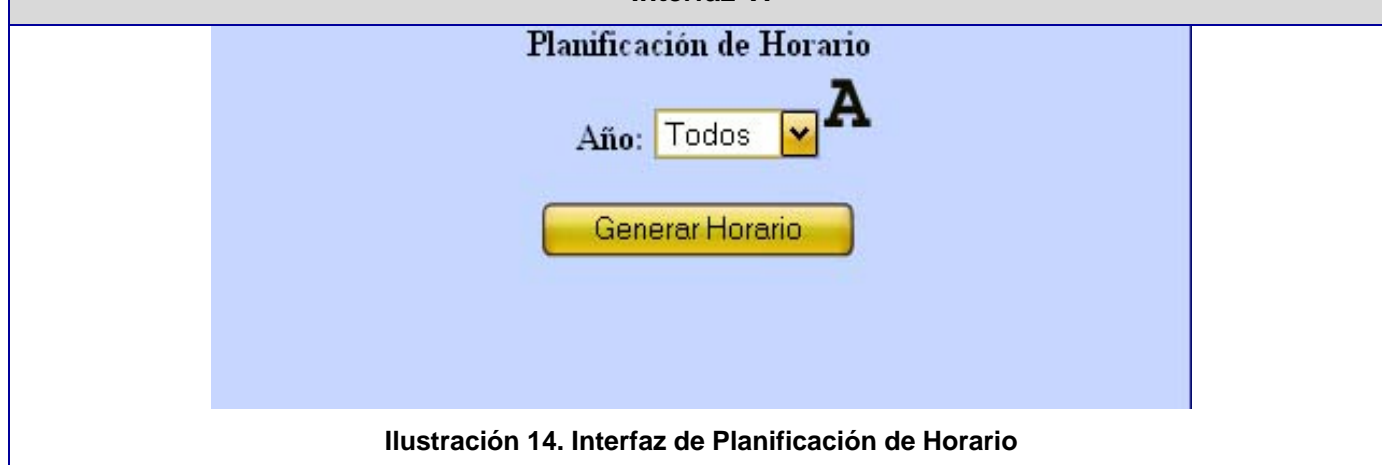 Planificación de Horario
A
Año: Todos
Generar Horario
Ilustración 14. Interfaz de Planificación de Horario